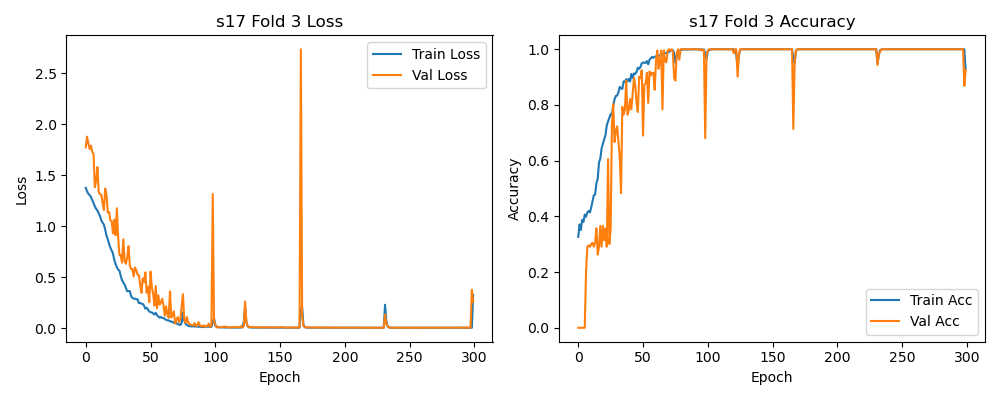 s17 Fold 3 Loss
Loss
2.5
2.0
1.5
1.0
0.5
0.0
0 50 100 150 200 250 300
Epoch
Train Loss
Val Loss
s17 Fold 3 Accuracy
Accuracy
1.0
0.8
0.6
0.4
0.2
0.0
0 50 100 150 200 250 300
Epoch
Train Acc
Val Acc